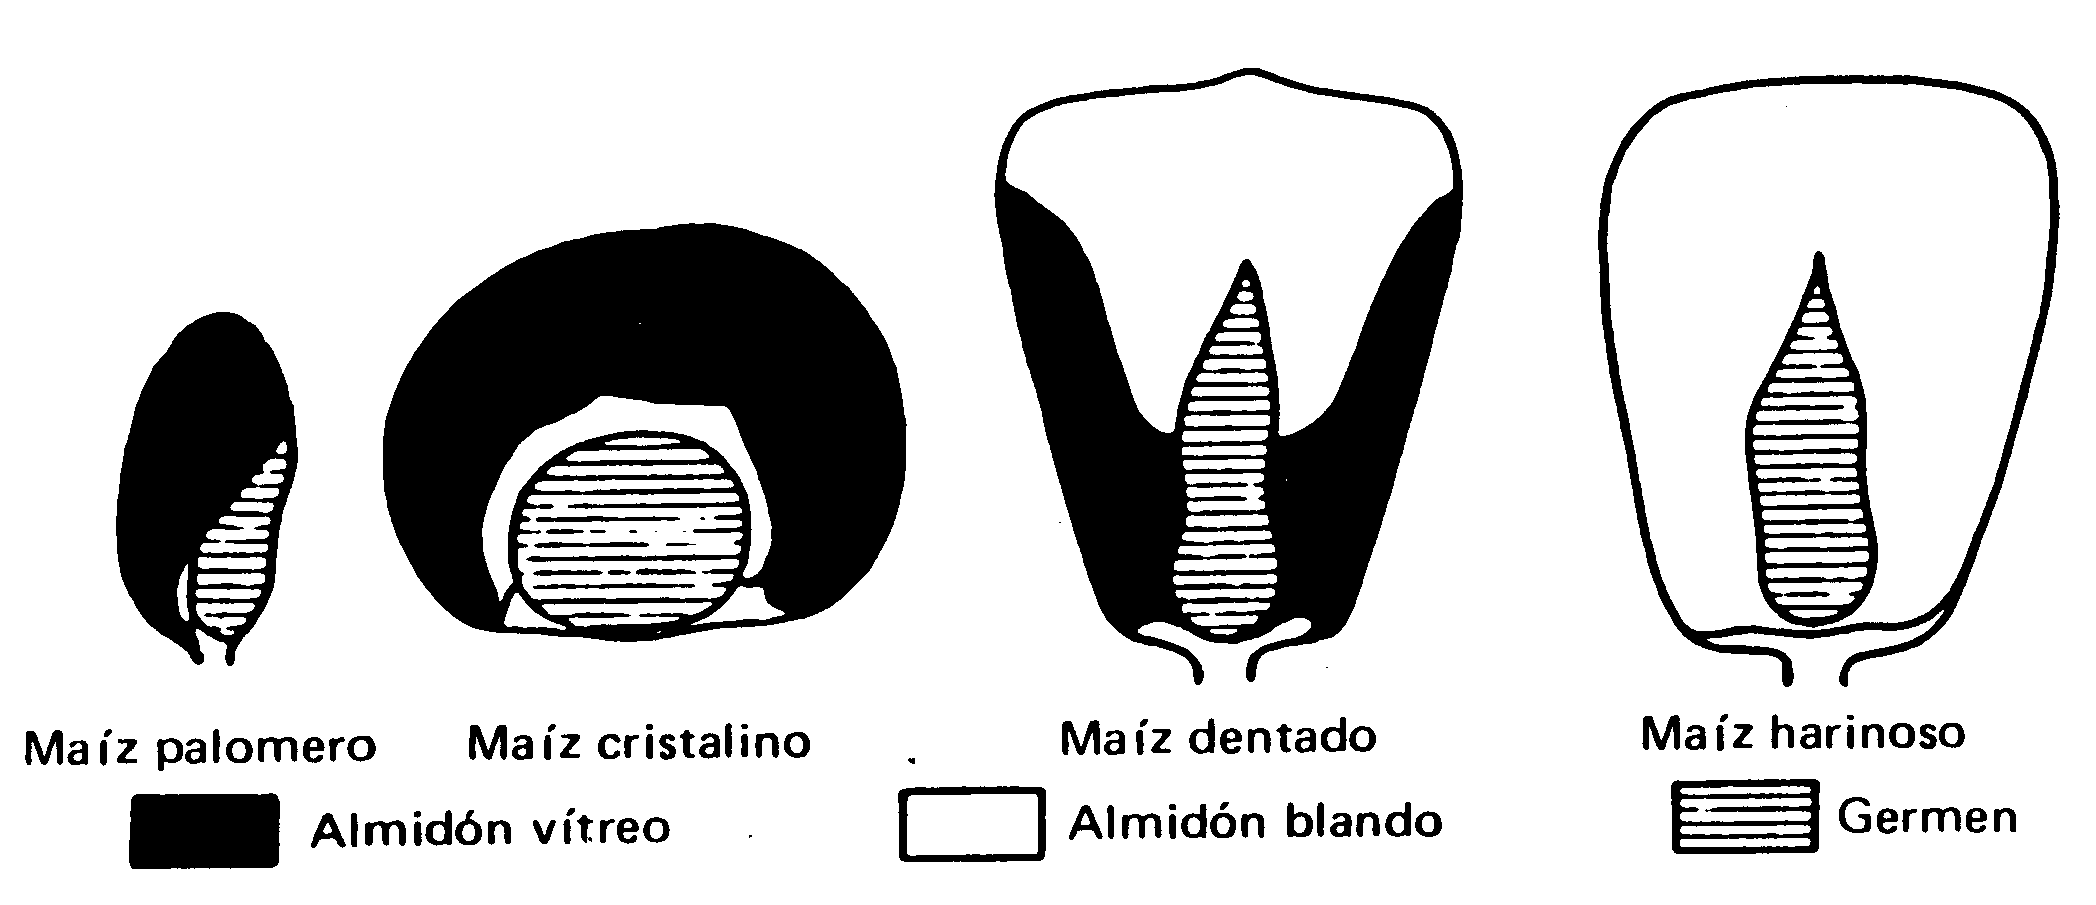 Maíz palomero
Maíz cristalino
Maíz dentado
Maíz harinoso
Almidón vítreo
Almidón blando
Germen